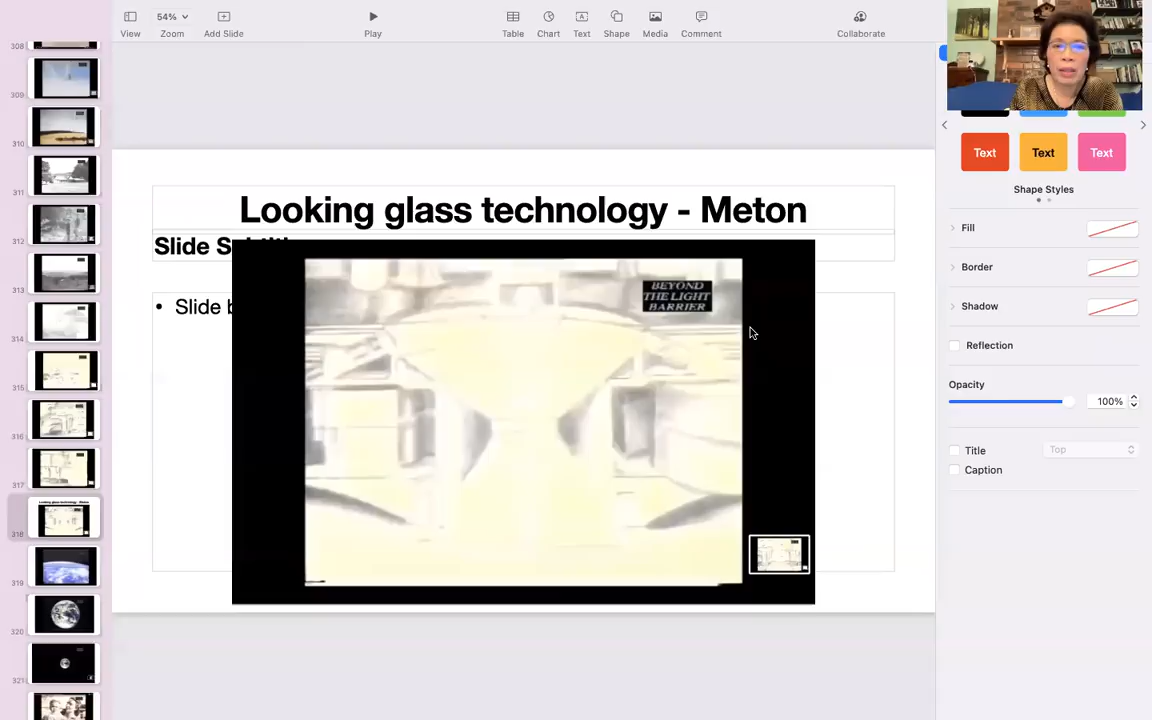 54%
View
Zoom
Add Slide
Play
Table
Chart
Text
Shape
Media
Comment
Collaborate
308
309
310
311
312
313
314
315
316
317
318
319
320
321
Looking glass technology - Meton
Slide
• Slide
BEYOND
THE LIGHT
BARRIER
Text
Text
Text
Shape Styles
Fill
Border
Shadow
Reflection
Opacity
100%
Title
Top
Caption